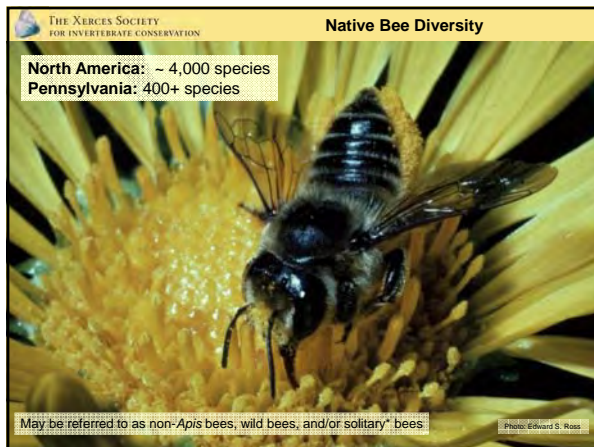 THE XERCES SOCIETY
FOR INVERTEBRATE CONSERVATION
Native Bee Diversity
North America: ~ 4,000 species
Pennsylvania: 400+ species
May be referred to as non-Apis bees, wild bees, and/or solitary* bees
Photo: Edward S. Ross